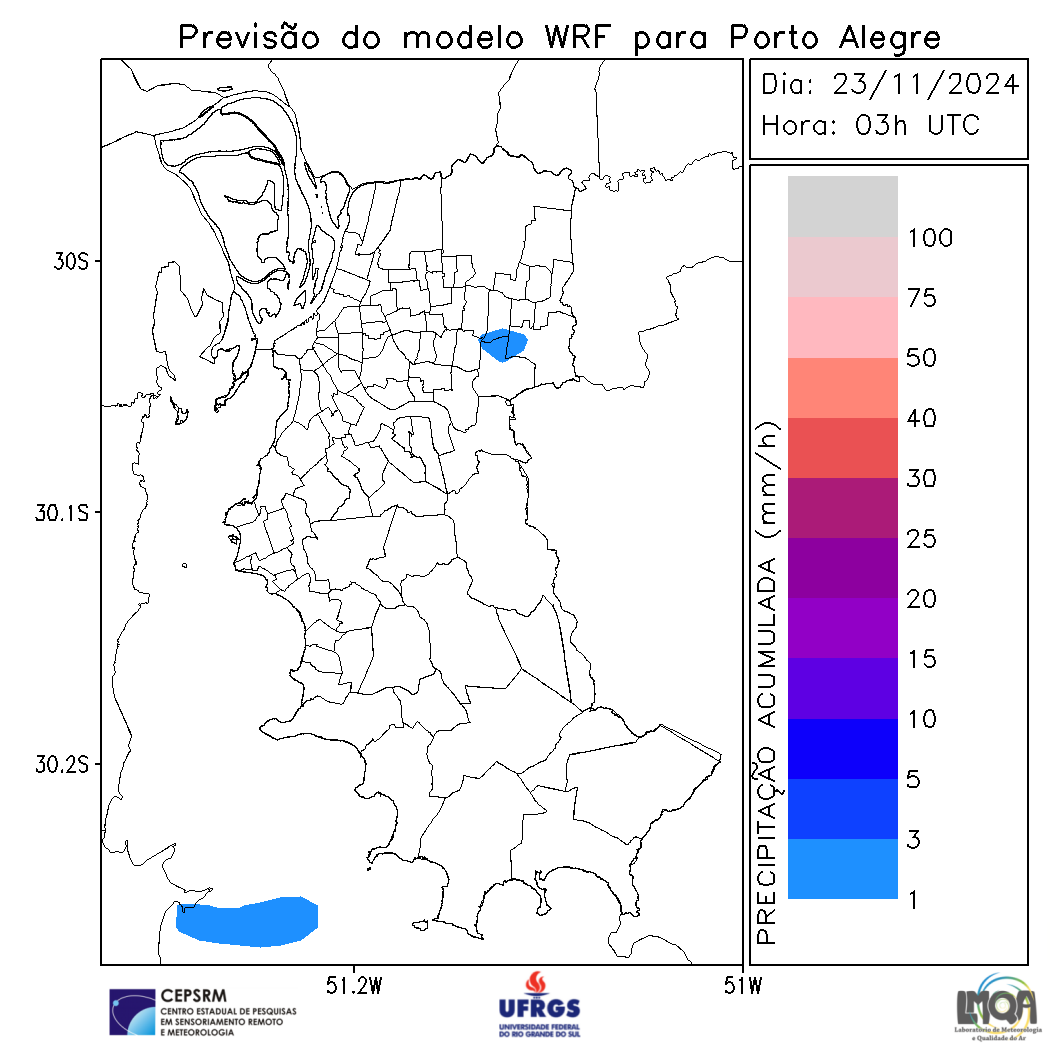 Previsão do modelo WRF para Porto Alegre
Dia: 23/11/2024
Hora: 03h UTC
30S
30.1S
30.2S
51.2W
51W
PRECIPITAÇÃO ACUMULADA (mm/h)
100
75
50
40
30
25
20
15
10
5
3
1
CEPSRM
CENTRO ESTADUAL DE PESQUISAS
EM SENSORIAMENTO REMOTO
E METEOROLOGIA
UFRGS
UNIVERSIDADE FEDERAL
DO RIO GRANDE DO SUL
LMQA
Laboratório de Meteorologia
e Qualidade do Ar